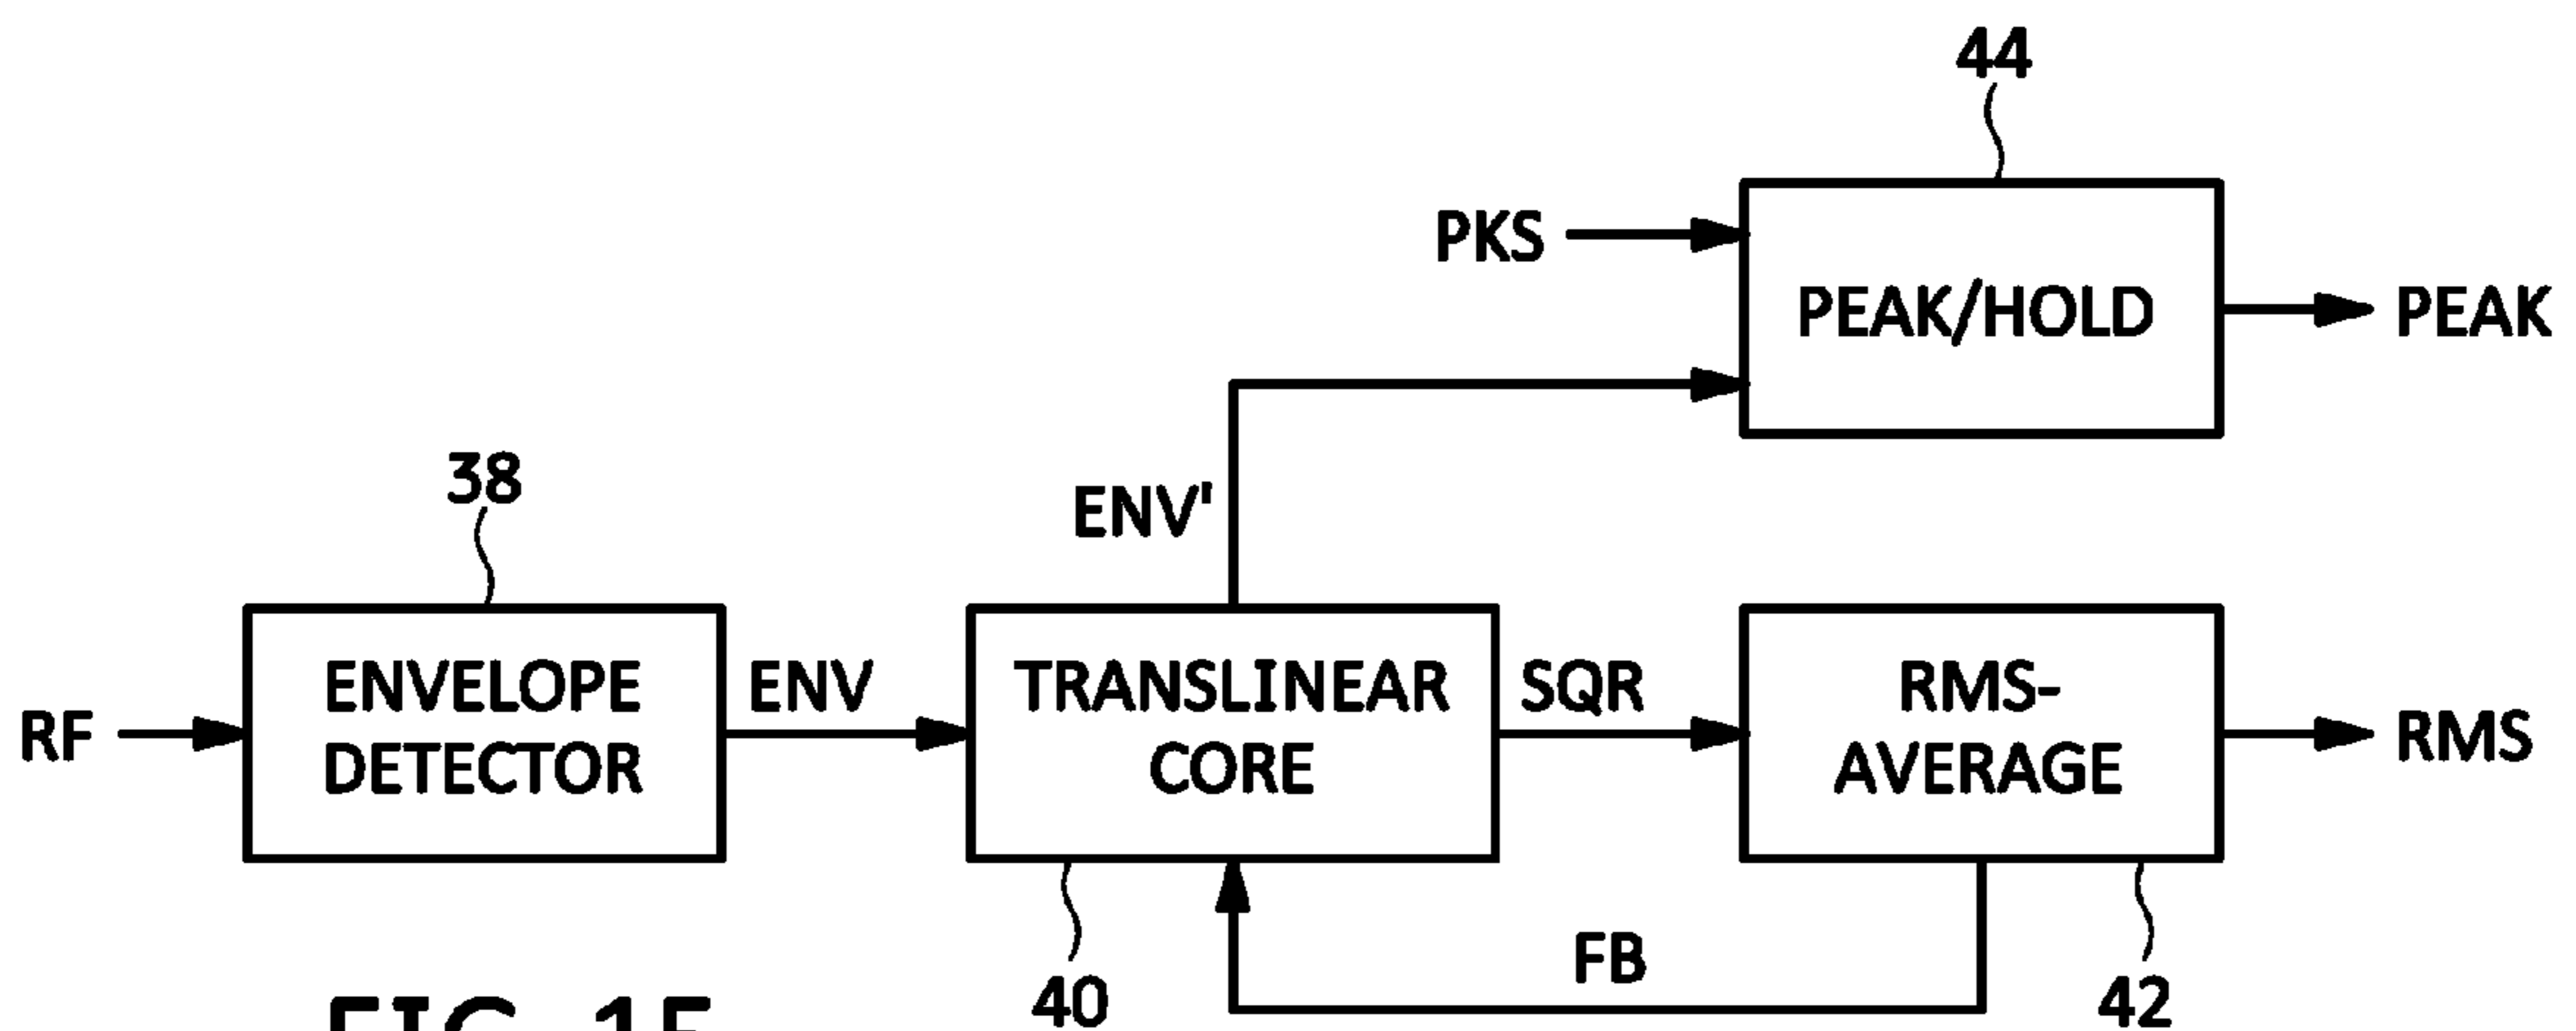 44
PKS
PEAK/HOLD
PEAK
ENV'
38
ENVELOPE
DETECTOR
RF
ENV
TRANSLINEAR
CORE
SQR
RMS-
AVERAGE
RMS
FB
40
42